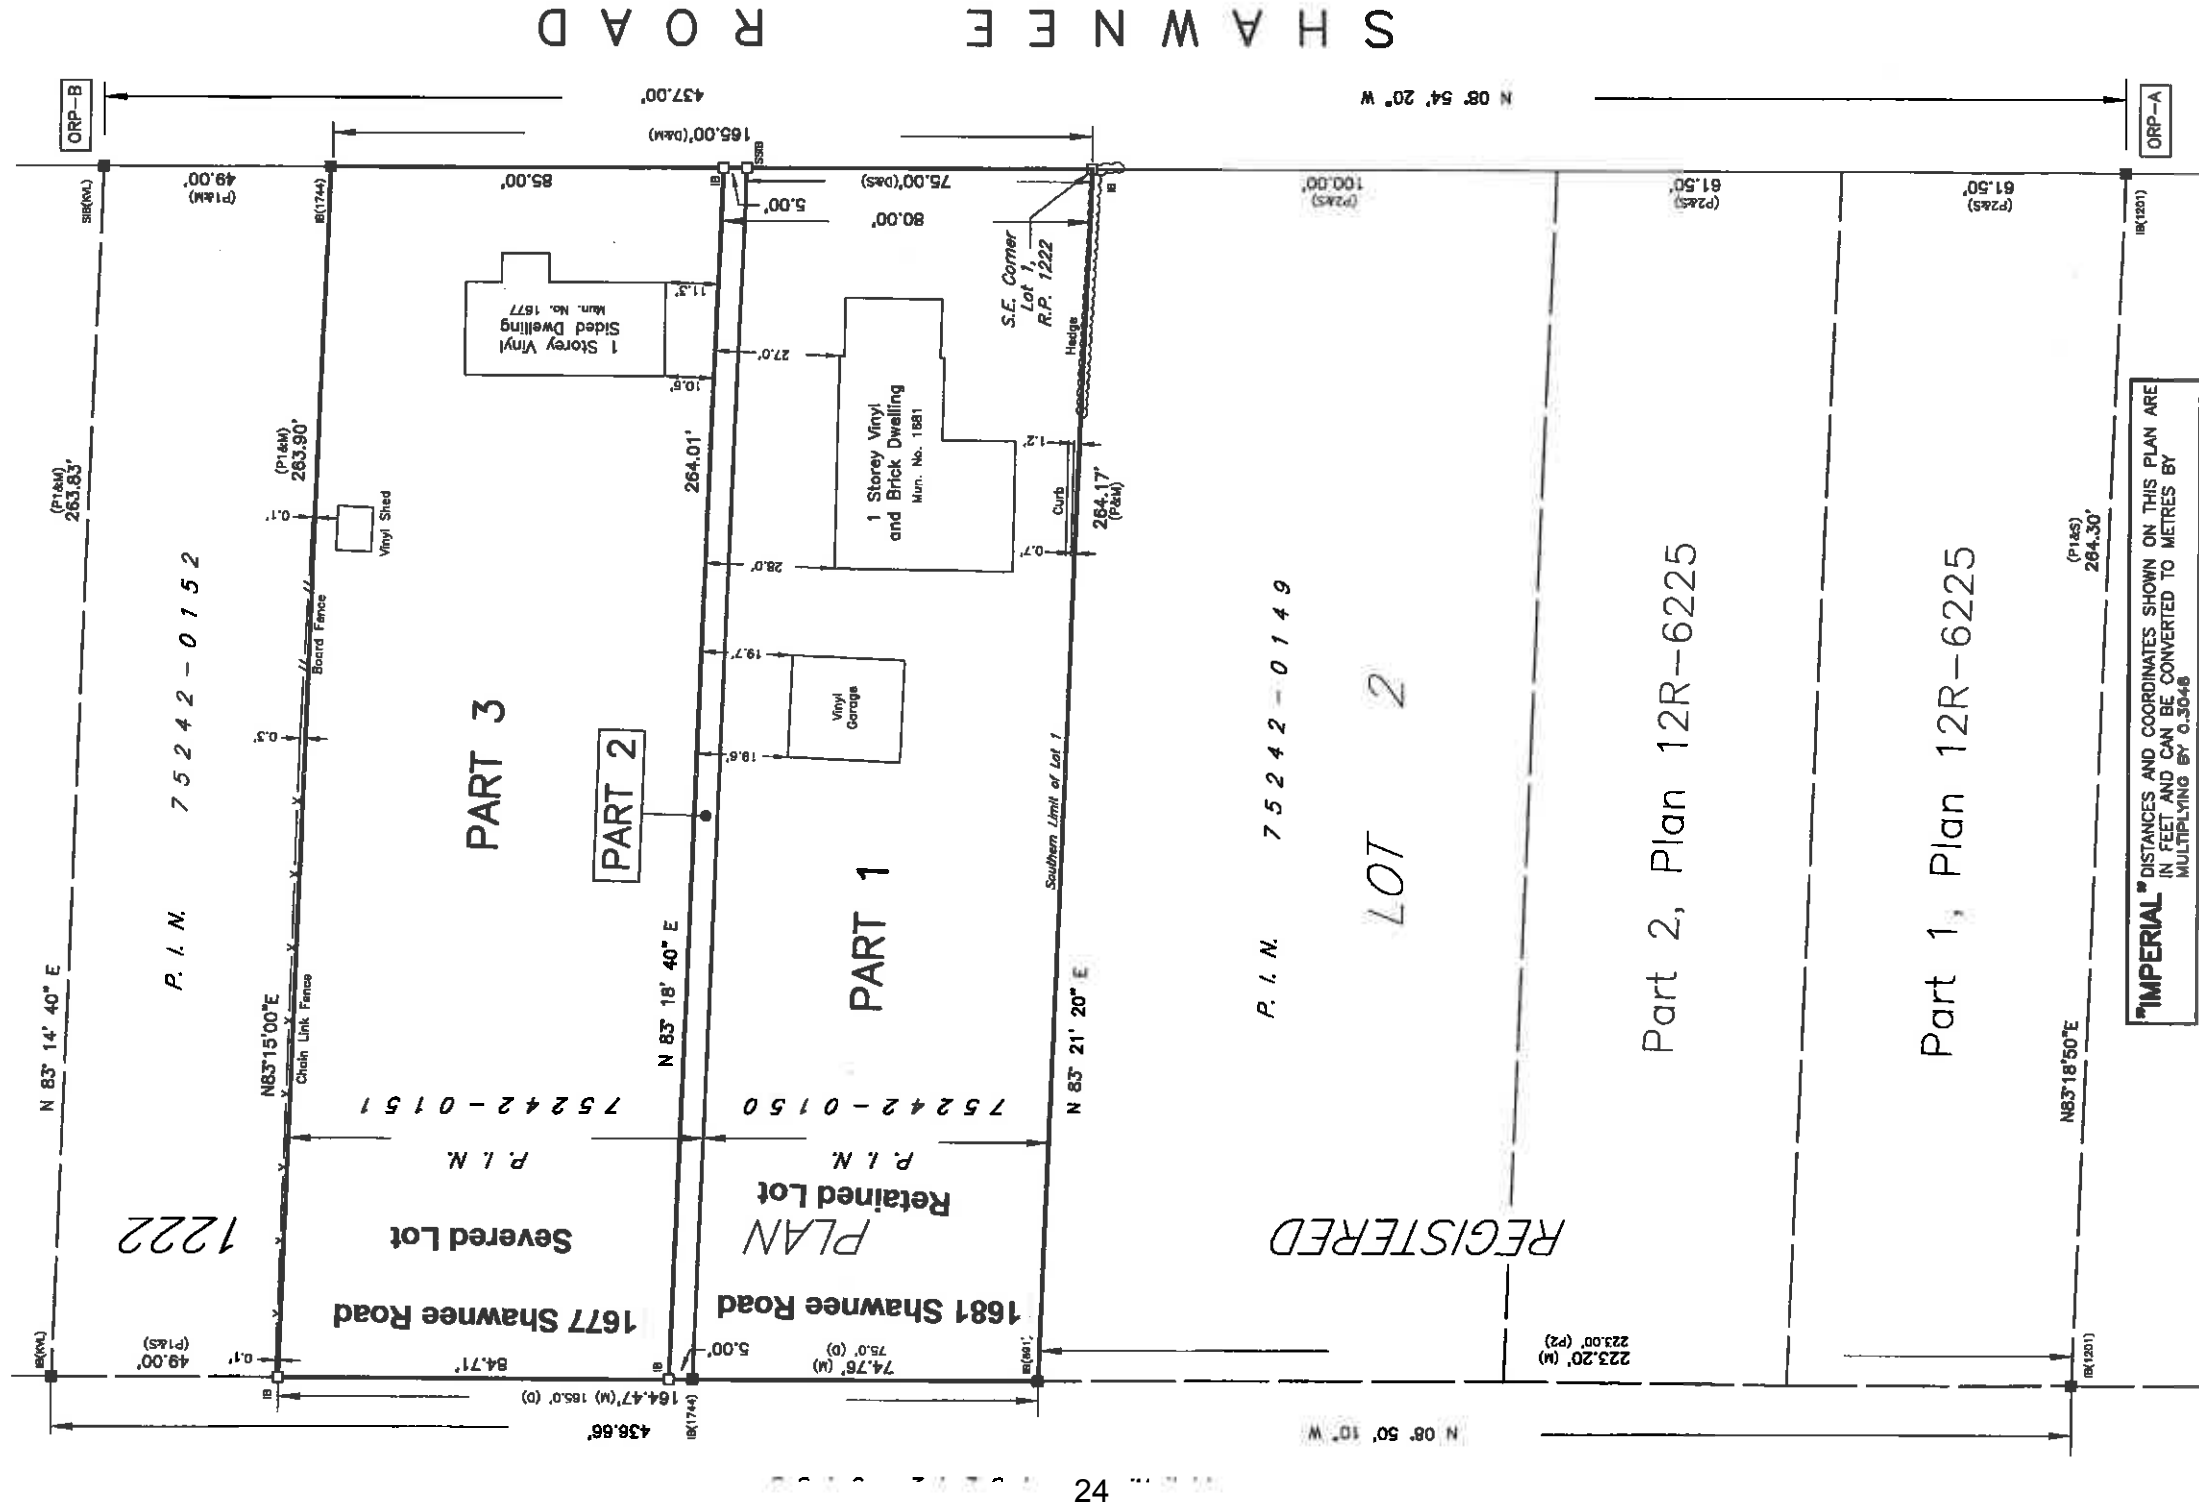 SHAWNEE ROAD
ORP-B
437.00'
N 08° 54' 20" W
ORP-A
165.00'(D&M)
SIB(KVL)
49.00'
(P1&M)
IB(1744)
85.00'
IB
5.00'
SSIB
75.00'(D&S)
80.00'
IB
100.00'
(P2&S)
61.50'
(P2&S)
61.50'
(P2&S)
IB(1201)
S.E. Corner
Lot 1,
R.P. 1222
1 Storey Vinyl
Sided Dwelling
Mun. No. 1677
11.3'
27.0'
Hedge
(P1&M)
263.83'
(P1&M)
263.90'
264.01'
1 Storey Vinyl
and Brick Dwelling
Mun. No. 1681
1.2'
Curb
264.17'
(P&M)
0.7'
0.1'
Vinyl Shed
28.0'
(P1&S)
264.30'
Board Fence
19.7'
Vinyl
Garage
19.6'
0.3'
P. I. N. 75242-0152
PART 3
PART 2
PART 1
Southern Limit of Lot 1
P. I. N. 75242-0149
LOT 2
Part 2, Plan 12R-6225
Part 1, Plan 12R-6225
"IMPERIAL" DISTANCES AND COORDINATES SHOWN ON THIS PLAN ARE
IN FEET AND CAN BE CONVERTED TO METRES BY
MULTIPLYING BY 0.3048
N 83° 14' 40" E
N83°15'00"E
Chain Link Fence
N 83° 18' 40" E
N 83° 21' 20" E
N83°18'50"E
75242-0151
P. I. N.
75242-0150
P. I. N.
Severed Lot
Retained Lot
1222
PLAN
REGISTERED
1677 Shawnee Road
1681 Shawnee Road
IB(KVL)
49.00'
(P1&S)
0.1'
IB
84.71'
IB
5.00'
74.76' (M)
75.0' (D)
IB(691)
223.20' (M)
223.00' (P2)
IB(1201)
164.47'(M) 165.0' (D)
IB(1744)
436.66'
N 08° 50' 10" W
24